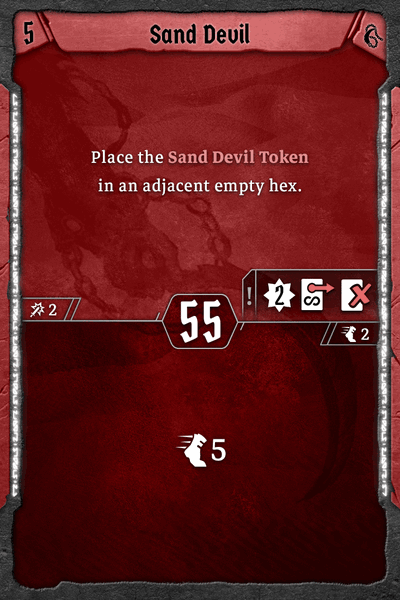 5
Sand Devil
Place the Sand Devil Token
in an adjacent empty hex.
! 2
2
55
2
5